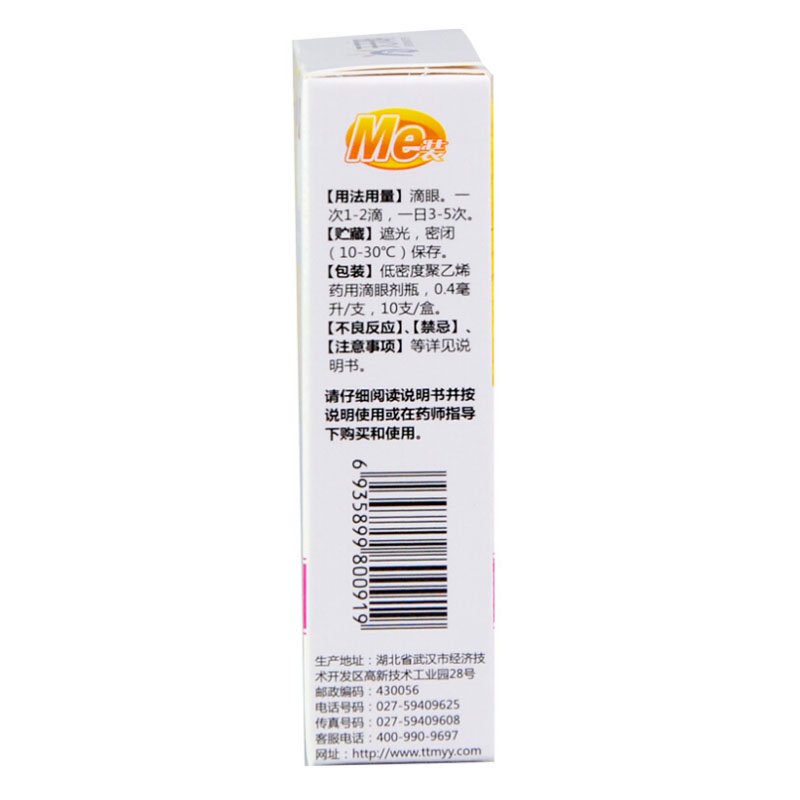 Me装
【用法用量】滴眼。一
次1-2滴，一日3-5次。
【贮藏】遮光，密闭
（10-30℃）保存。
【包装】低密度聚乙烯
药用滴眼剂瓶，0.4毫
升/支，10支/盒。
【不良反应】、【禁忌】、
【注意事项】等详见说
明书。
请仔细阅读说明书并按
说明使用或在药师指导
下购买和使用。
6935899800919
生产地址：湖北省武汉市经济技
术开发区高新技术工业园28号
邮政编码：430056
电话号码：027-59409625
传真号码：027-59409608
客服电话：400-990-9697
网址：http://www.ttmyy.com